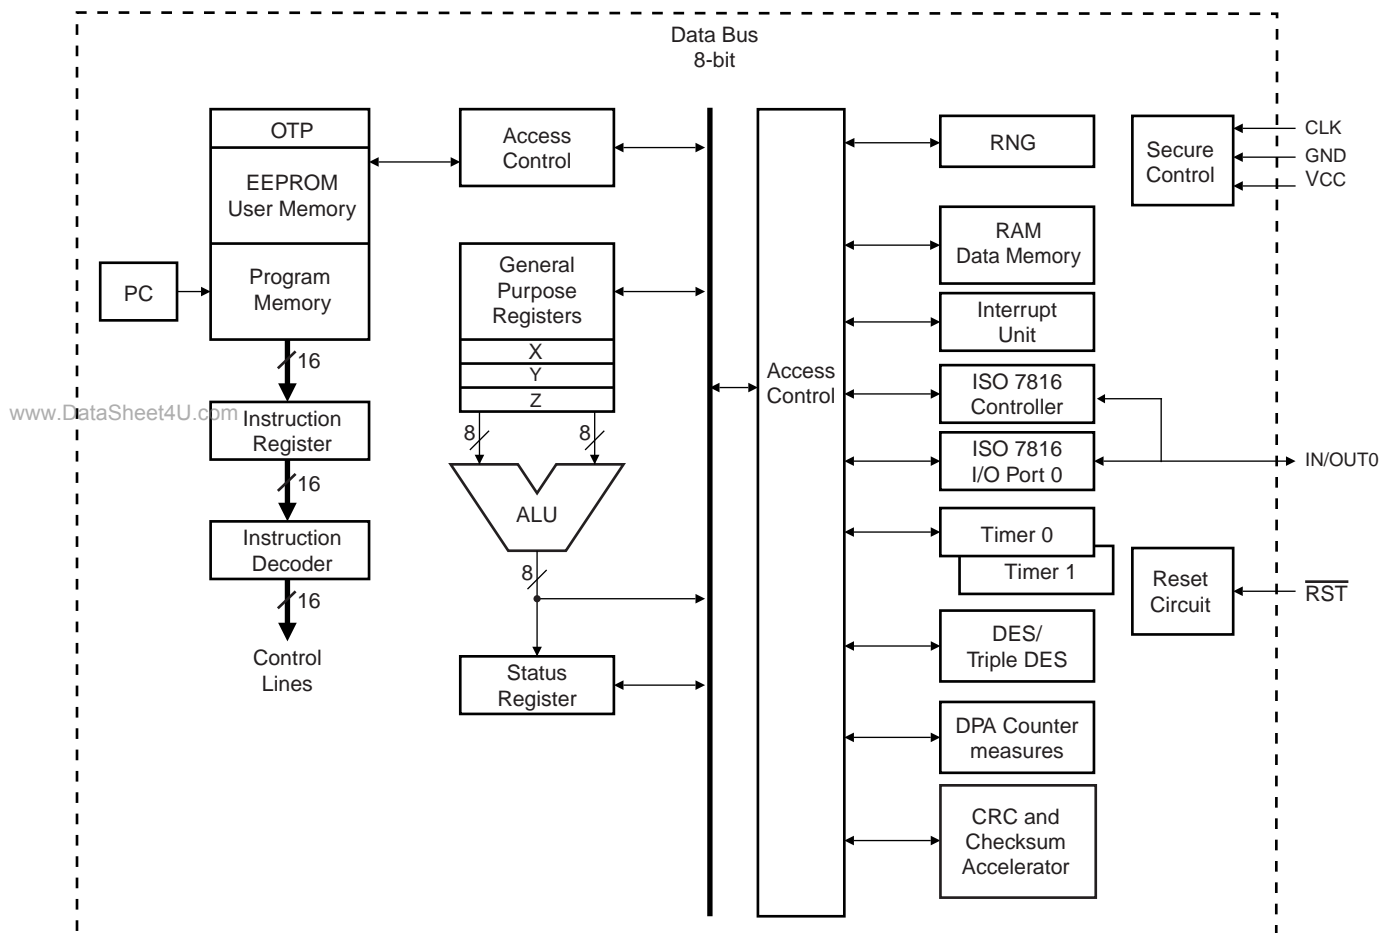 Data Bus
8-bit
OTP
EEPROM
User Memory
Program
Memory
PC
16
Instruction
Register
16
Instruction
Decoder
16
Control
Lines
www.DataSheet4U.com
Access
Control
General
Purpose
Registers
X
Y
Z
8
8
ALU
8
Status
Register
Access
Control
RNG
RAM
Data Memory
Interrupt
Unit
ISO 7816
Controller
ISO 7816
I/O Port 0
Timer 0
Timer 1
DES/
Triple DES
DPA Counter
measures
CRC and
Checksum
Accelerator
Secure
Control
CLK
GND
VCC
IN/OUT0
Reset
Circuit
RST